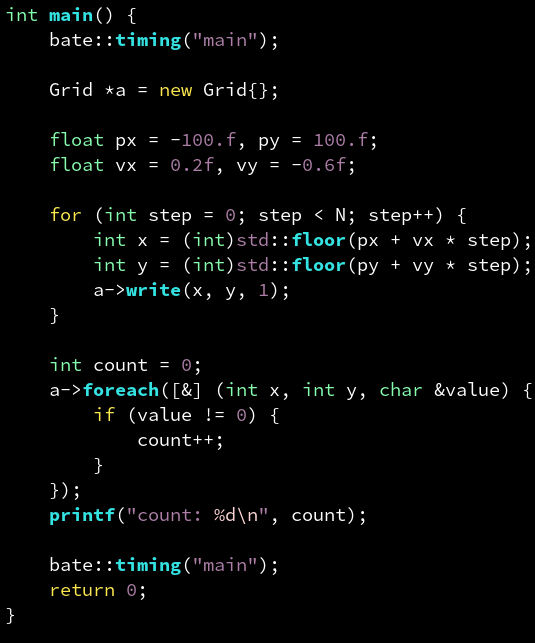 int main() {
    bate::timing("main");

    Grid *a = new Grid{};

    float px = -100.f, py = 100.f;
    float vx = 0.2f, vy = -0.6f;

    for (int step = 0; step < N; step++) {
        int x = (int)std::floor(px + vx * step);
        int y = (int)std::floor(py + vy * step);
        a->write(x, y, 1);
    }

    int count = 0;
    a->foreach([&] (int x, int y, char &value) {
        if (value != 0) {
            count++;
        }
    });
    printf("count: %d\n", count);

    bate::timing("main");
    return 0;
}